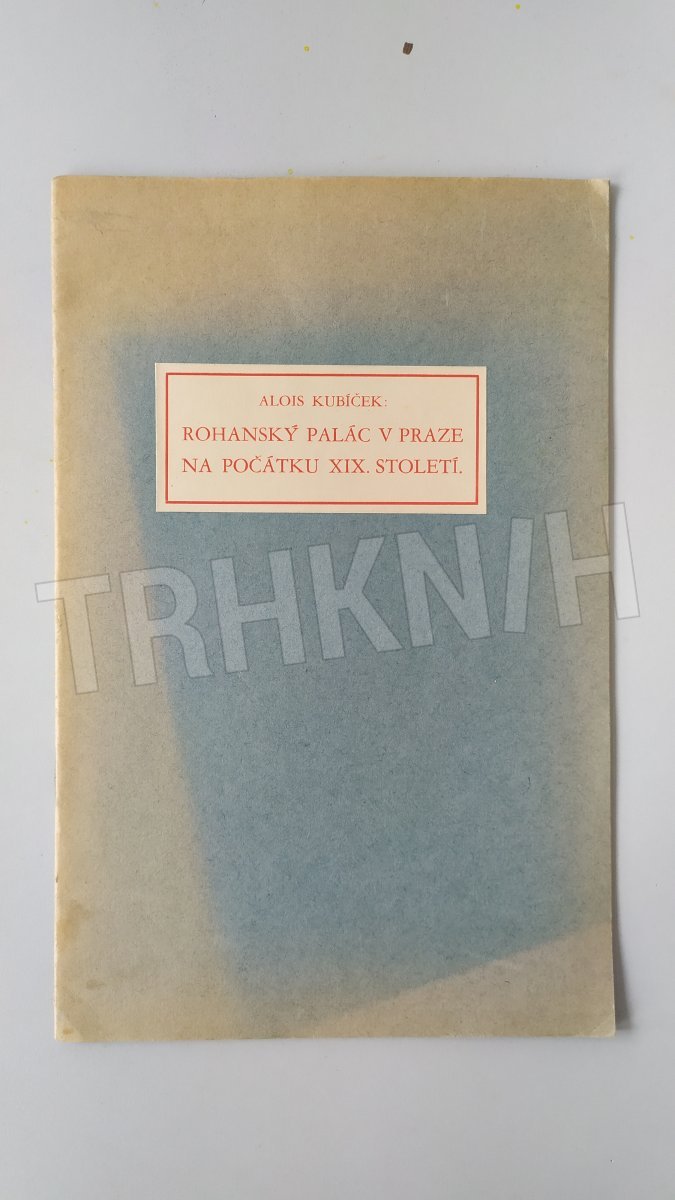 ALOIS KUBÍČEK:
ROHANSKÝ PALÁC V PRAZE
NA POČÁTKU XIX. STOLETÍ.
TRHKNIH